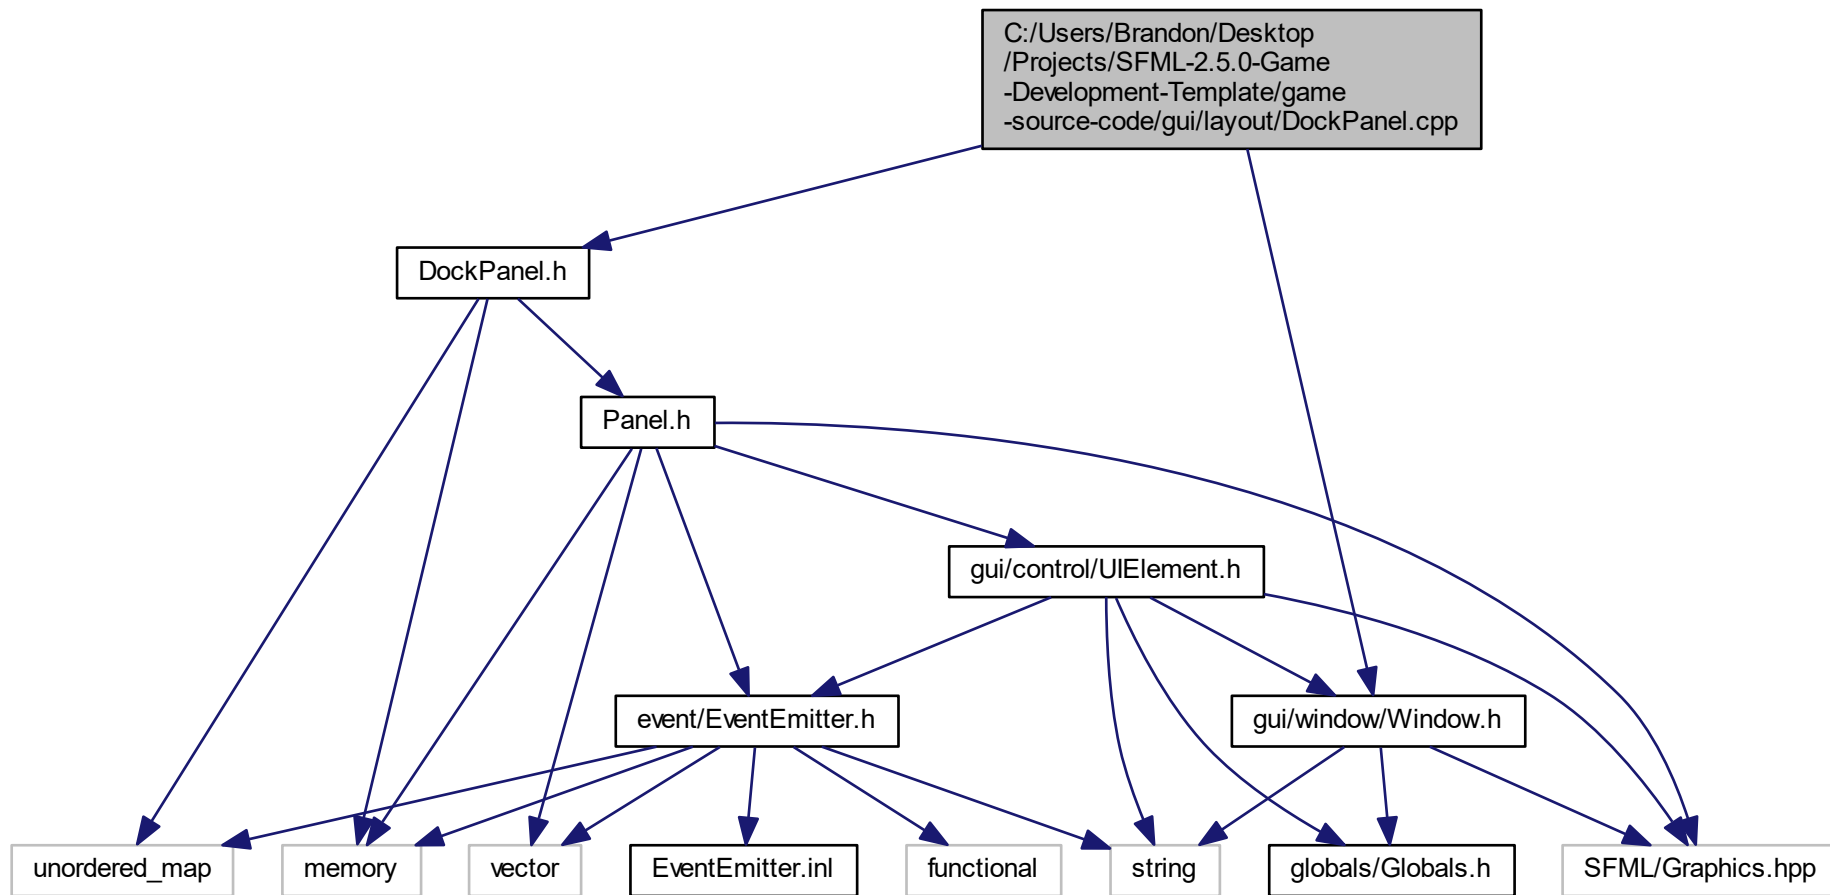 C:/Users/Brandon/Desktop
/Projects/SFML-2.5.0-Game
-Development-Template/game
-source-code/gui/layout/DockPanel.cpp
DockPanel.h
Panel.h
gui/control/UIElement.h
event/EventEmitter.h
gui/window/Window.h
unordered_map
memory
vector
EventEmitter.inl
functional
string
globals/Globals.h
SFML/Graphics.hpp